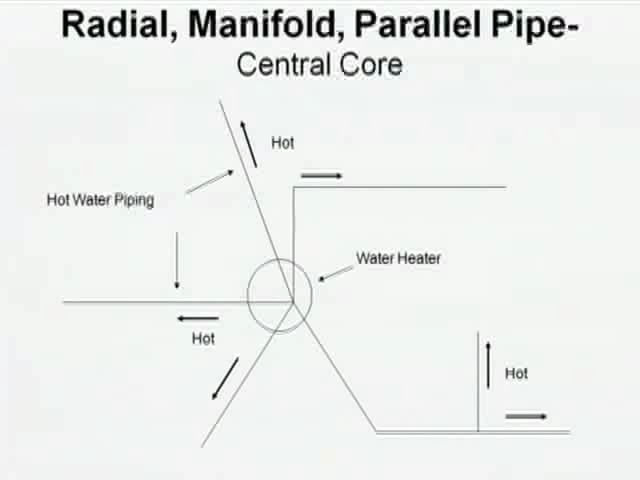 Radial, Manifold, Parallel Pipe-
Central Core
Hot
Hot Water Piping
Water Heater
Hot
Hot